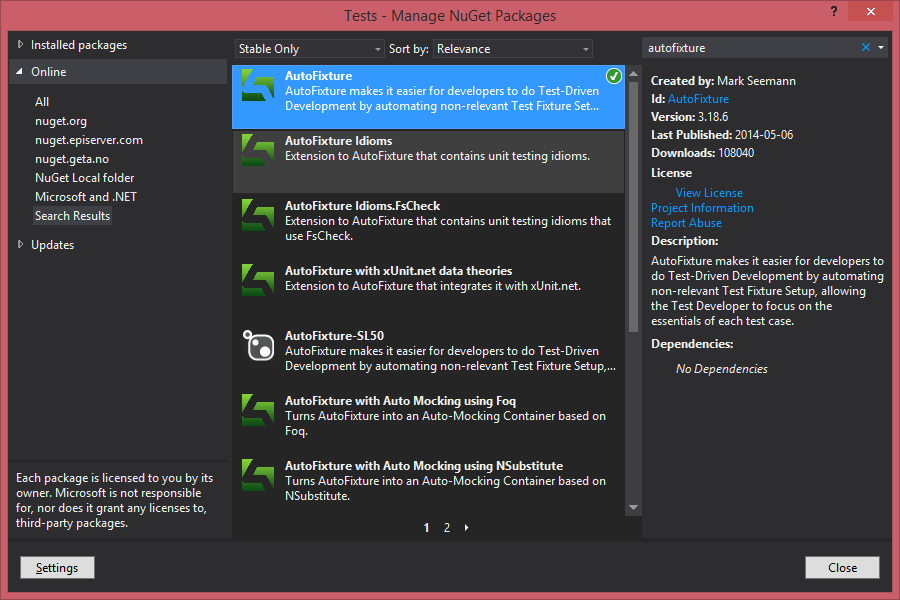 Tests - Manage NuGet Packages
?
Installed packages
Online
All
nuget.org
nuget.episerver.com
nuget.geta.no
NuGet Local folder
Microsoft and .NET
Search Results
Updates
Each package is licensed to you by its
owner. Microsoft is not responsible
for, nor does it grant any licenses to,
third-party packages.
Settings
Stable Only
Sort by:
Relevance
AutoFixture
AutoFixture makes it easier for developers to do Test-Driven
Development by automating non-relevant Test Fixture Set...
AutoFixture Idioms
Extension to AutoFixture that contains unit testing idioms.
AutoFixture Idioms.FsCheck
Extension to AutoFixture that contains unit testing idioms that
use FsCheck.
AutoFixture with xUnit.net data theories
Extension to AutoFixture that integrates it with xUnit.net.
AutoFixture-SL50
AutoFixture makes it easier for developers to do Test-Driven
Development by automating non-relevant Test Fixture Setup,...
AutoFixture with Auto Mocking using Foq
Turns AutoFixture into an Auto-Mocking Container based on
Foq.
AutoFixture with Auto Mocking using NSubstitute
Turns AutoFixture into an Auto-Mocking Container based on
NSubstitute.
1 2
autofixture
Created by: Mark Seemann
Id: AutoFixture
Version: 3.18.6
Last Published: 2014-05-06
Downloads: 108040
License
View License
Project Information
Report Abuse
Description:
AutoFixture makes it easier for developers to
do Test-Driven Development by automating
non-relevant Test Fixture Setup, allowing
the Test Developer to focus on the
essentials of each test case.
Dependencies:
No Dependencies
Close